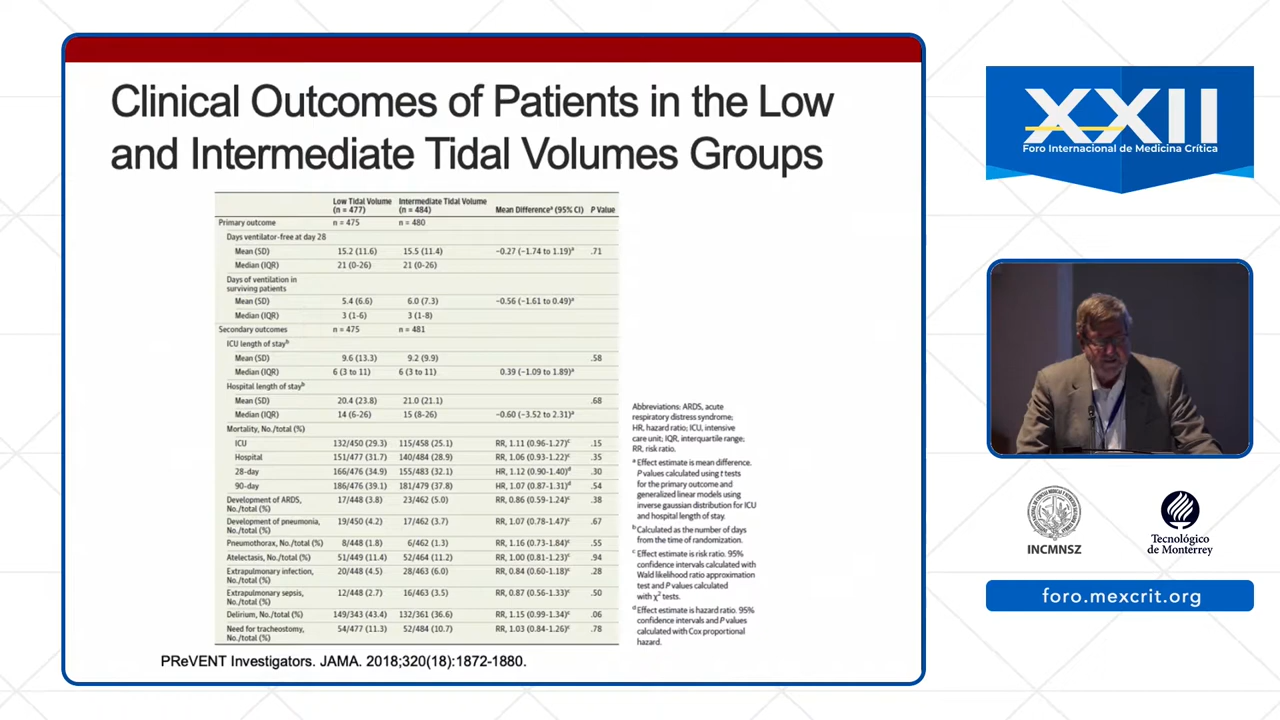 Clinical Outcomes of Patients in the Low
and Intermediate Tidal Volumes Groups
Low Tidal Volume Intermediate Tidal Volume
(n = 477) (n = 484) Mean Differenceª (95% CI) P Value
Primary outcome n = 475 n = 480
Days ventilator-free at day 28
Mean (SD) 15.2 (11.6) 15.5 (11.4) −0.27 (−1.74 to 1.19)ª .71
Median (IQR) 21 (0-26) 21 (0-26)
Days of ventilation in
surviving patients
Mean (SD) 5.4 (6.6) 6.0 (7.3) −0.56 (−1.61 to 0.49)ª
Median (IQR) 3 (1-6) 3 (1-8)
Secondary outcomes n = 475 n = 481
ICU length of stayᵇ
Mean (SD) 9.6 (13.3) 9.2 (9.9) .58
Median (IQR) 6 (3 to 11) 6 (3 to 11) 0.39 (−1.09 to 1.89)ª
Hospital length of stayᵇ
Mean (SD) 20.4 (23.8) 21.0 (21.1) .68
Median (IQR) 14 (6-26) 15 (8-26) −0.60 (−3.52 to 2.31)ª
Mortality, No./total (%)
ICU 132/450 (29.3) 115/458 (25.1) RR, 1.11 (0.96-1.27)ᶜ .15
Hospital 151/477 (31.7) 140/484 (28.9) RR, 1.06 (0.93-1.22)ᶜ .35
28-day 166/476 (34.9) 155/483 (32.1) HR, 1.12 (0.90-1.40)ᵈ .30
90-day 186/476 (39.1) 181/479 (37.8) HR, 1.07 (0.87-1.31)ᵈ .54
Development of ARDS, 17/448 (3.8) 23/462 (5.0) RR, 0.86 (0.59-1.24)ᶜ .38
No./total (%)
Development of pneumonia, 19/450 (4.2) 17/462 (3.7) RR, 1.07 (0.78-1.47)ᶜ .67
No./total (%)
Pneumothorax, No./total (%) 8/448 (1.8) 6/462 (1.3) RR, 1.16 (0.73-1.84)ᶜ .55
Atelectasis, No./total (%) 51/449 (11.4) 52/464 (11.2) RR, 1.00 (0.81-1.23)ᶜ .94
Extrapulmonary infection, 20/448 (4.5) 28/463 (6.0) RR, 0.84 (0.60-1.18)ᶜ .28
No./total (%)
Extrapulmonary sepsis, 12/448 (2.7) 16/463 (3.5) RR, 0.87 (0.56-1.33)ᶜ .50
No./total (%)
Delirium, No./total (%) 149/343 (43.4) 132/361 (36.6) RR, 1.15 (0.99-1.34)ᶜ .06
Need for tracheostomy, 54/477 (11.3) 52/484 (10.7) RR, 1.03 (0.84-1.26)ᶜ .78
No./total (%)
Abbreviations: ARDS, acute
respiratory distress syndrome;
HR, hazard ratio; ICU, intensive
care unit; IQR, interquartile range;
RR, risk ratio.
ª Effect estimate is mean difference.
P values calculated using t tests
for the primary outcome and
generalized linear models using
inverse gaussian distribution for ICU
and hospital length of stay.
ᵇ Calculated as the number of days
from the time of randomization.
ᶜ Effect estimate is risk ratio. 95%
confidence intervals calculated with
Wald likelihood ratio approximation
test and P values calculated
with χ² tests.
ᵈ Effect estimate is hazard ratio. 95%
confidence intervals and P values
calculated with Cox proportional
hazard.
PReVENT Investigators. JAMA. 2018;320(18):1872-1880.
XXII
Foro Internacional de Medicina Crítica
INCMNSZ
Tecnológico
de Monterrey
foro.mexcrit.org